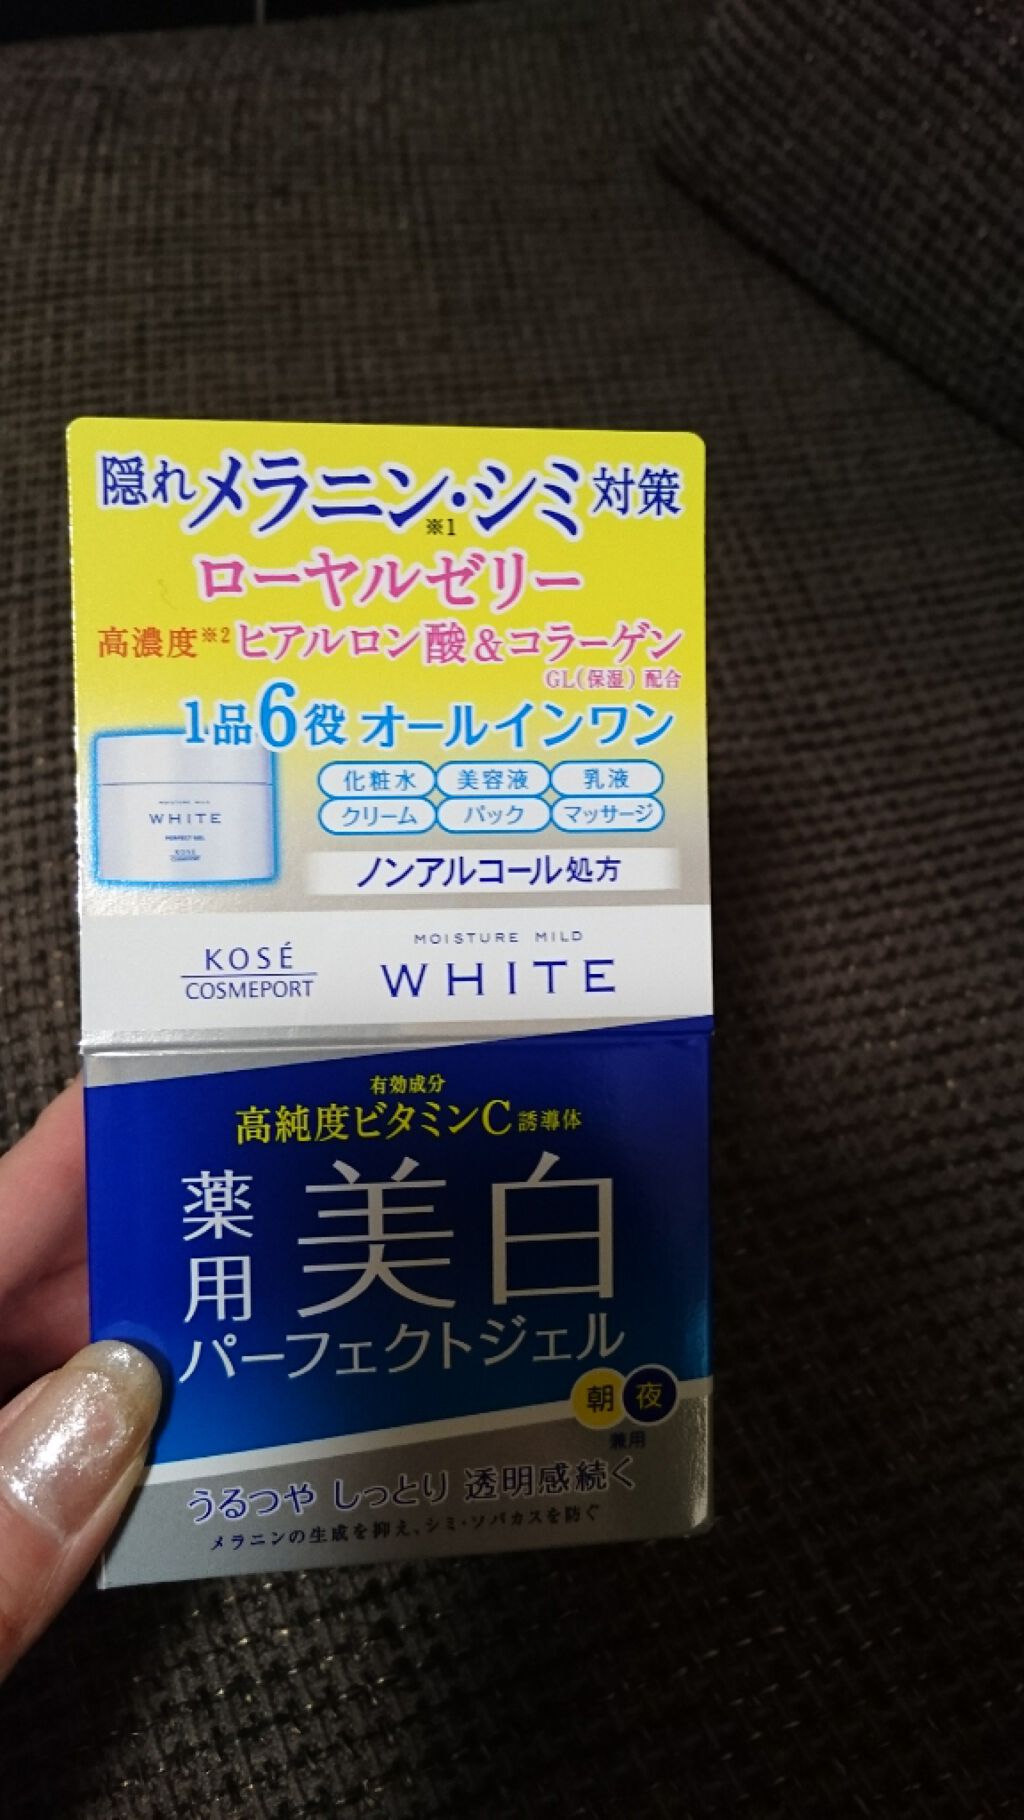 隠れメラニン・シミ対策
※1
ローヤルゼリー
高濃度※2ヒアルロン酸&コラーゲン
GL(保湿)配合
1品6役 オールインワン
化粧水 美容液 乳液
クリーム パック マッサージ
MOISTURE MILD
WHITE
PERFECT GEL
KOSÉ
COSMEPORT
ノンアルコール処方
KOSÉ
COSMEPORT
MOISTURE MILD
WHITE
有効成分
高純度ビタミンC誘導体
薬用美白
パーフェクトジェル
朝 夜
兼用
うるつや しっとり 透明感続く
メラニンの生成を抑え、シミ・ソバカスを防ぐ